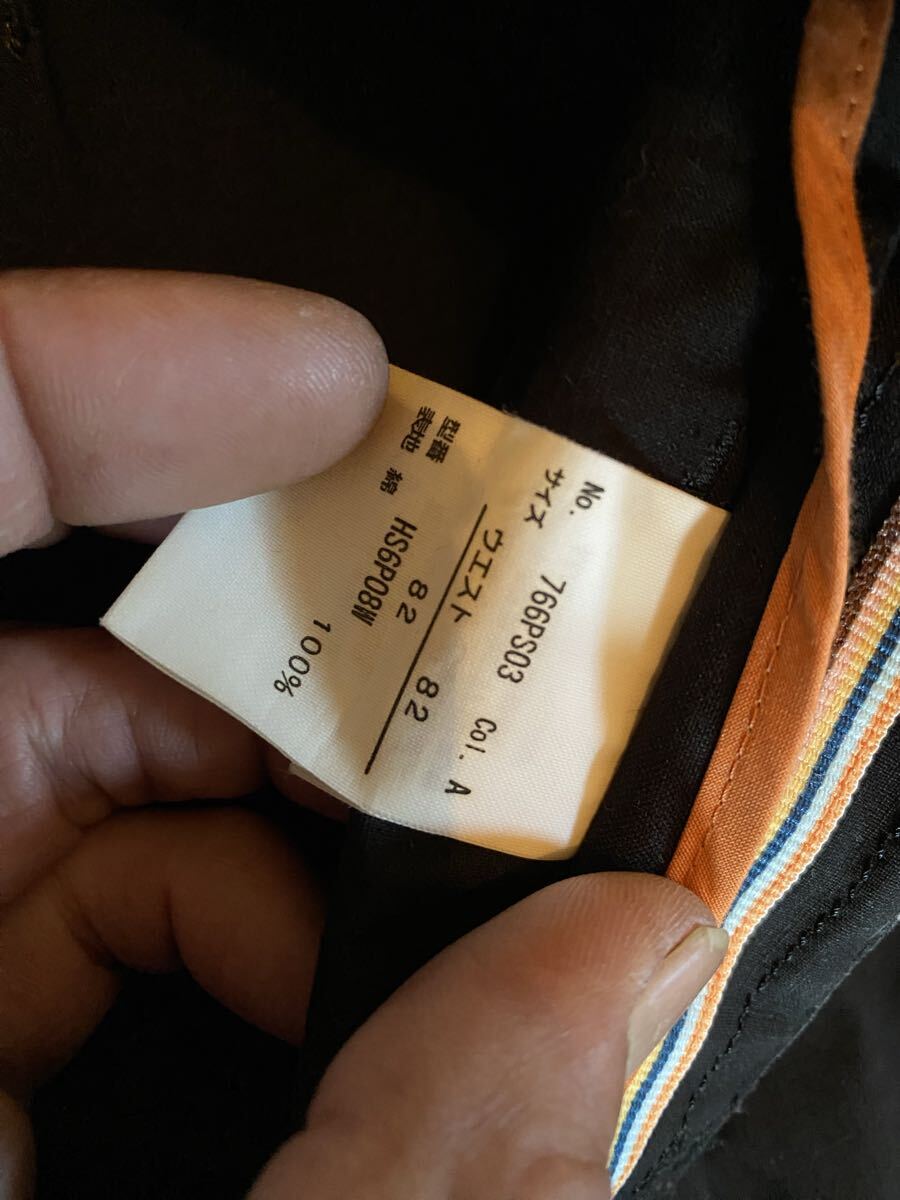 No. 766PS03 Col. A
サイズ
ウエスト 82
82
型番 HS6P08W
表地 綿 100%